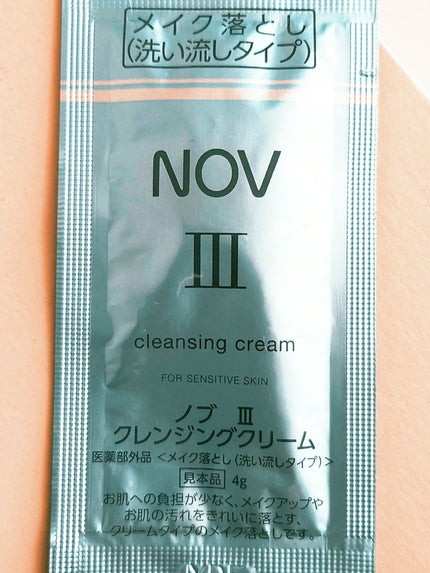 メイク落とし
(洗い流しタイプ)
NOV
III
cleansing cream
FOR SENSITIVE SKIN
ノブ III
クレンジングクリーム
医薬部外品 <メイク落とし(洗い流しタイプ)>
見本品 4g
お肌への負担が少なく、メイクアップや
お肌の汚れをきれいに落とす、
クリームタイプのメイク落としです。